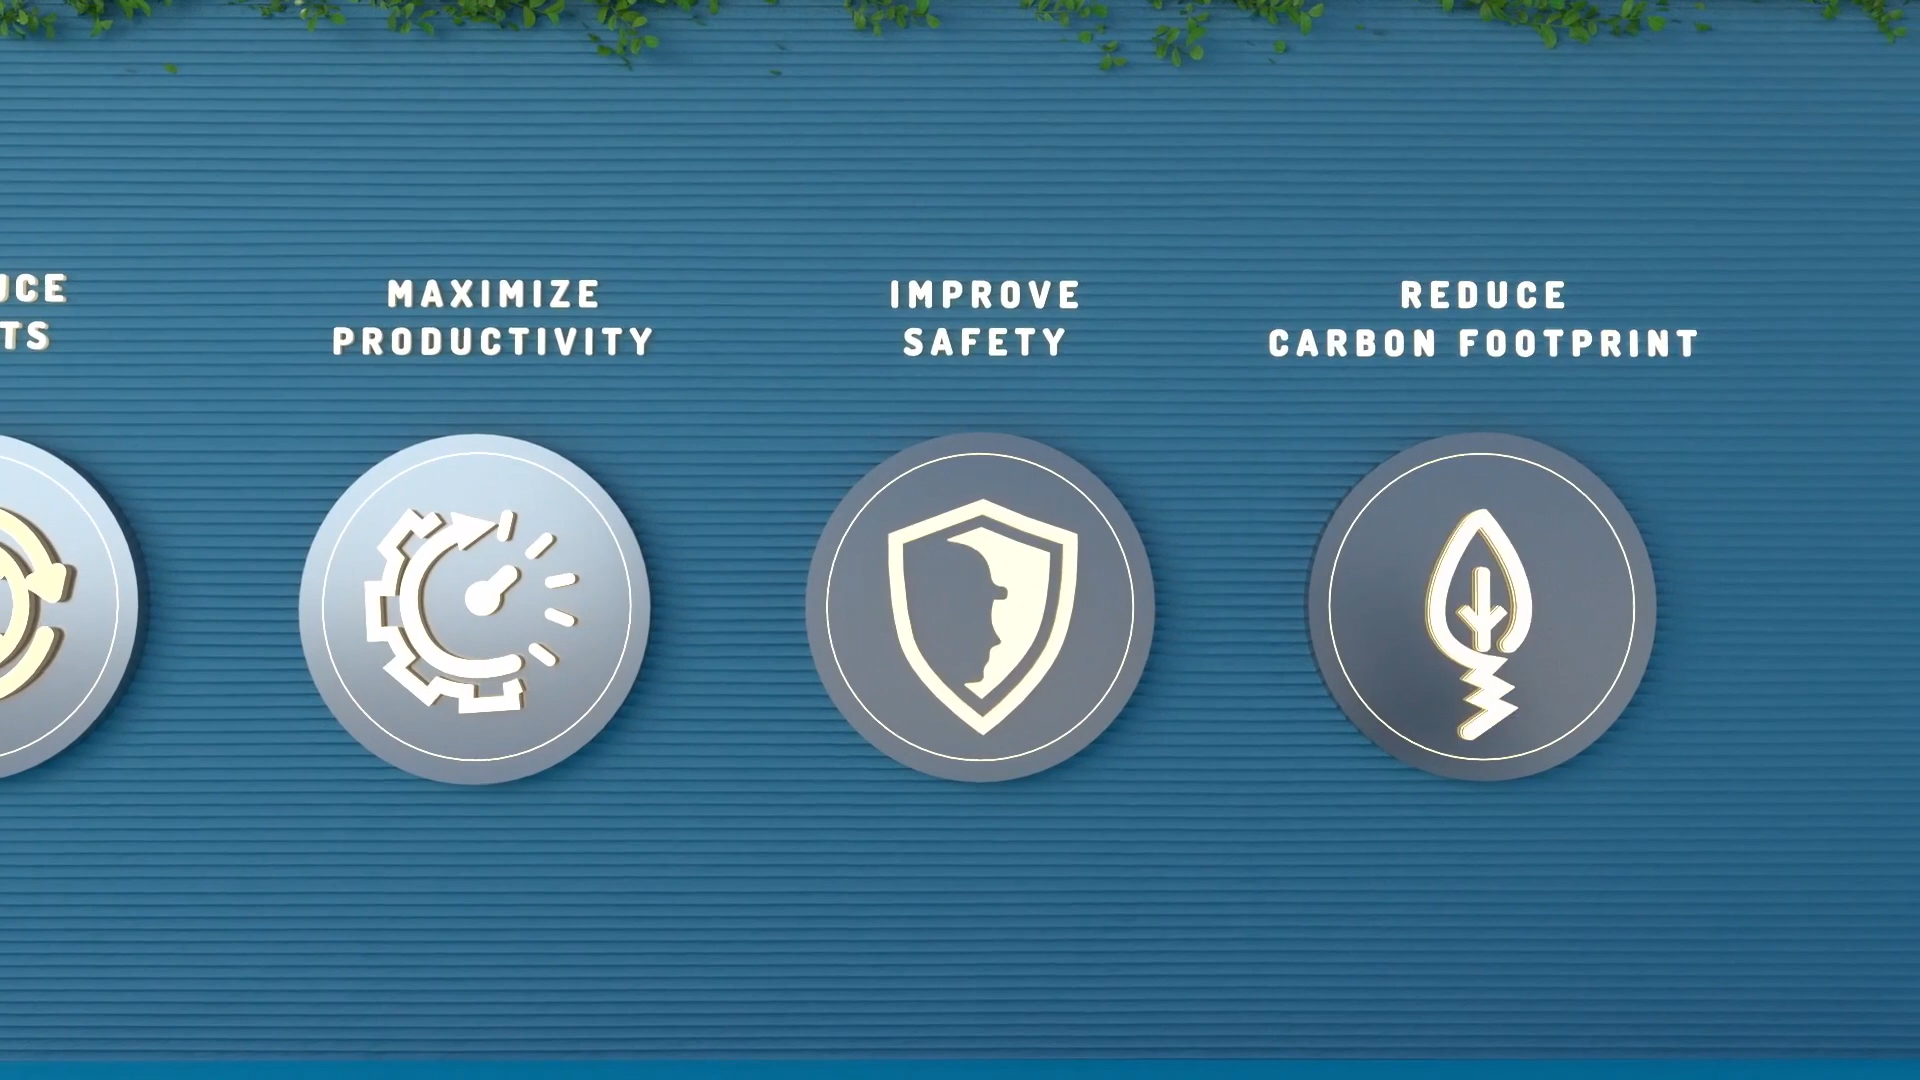 MAXIMIZE
PRODUCTIVITY
IMPROVE
SAFETY
REDUCE
CARBON FOOTPRINT